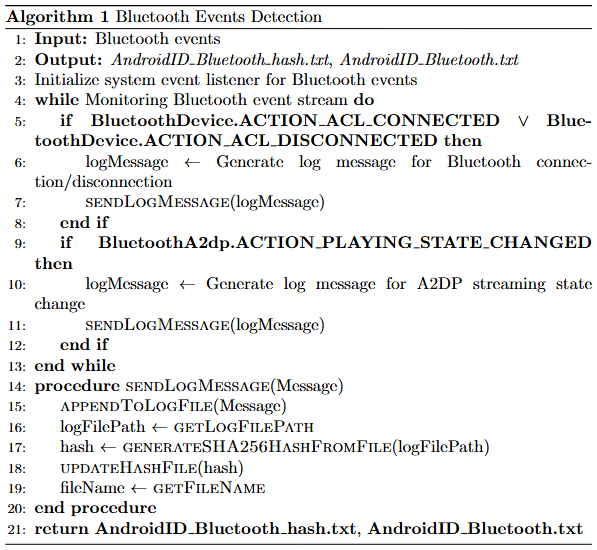 Algorithm 1 Bluetooth Events Detection
1: Input: Bluetooth events
2: Output: AndroidID_Bluetooth_hash.txt, AndroidID_Bluetooth.txt
3: Initialize system event listener for Bluetooth events
4: while Monitoring Bluetooth event stream do
5: if BluetoothDevice.ACTION_ACL_CONNECTED ∨ Blue-
toothDevice.ACTION_ACL_DISCONNECTED then
6: logMessage ← Generate log message for Bluetooth connec-
tion/disconnection
7: SENDLOGMESSAGE(logMessage)
8: end if
9: if BluetoothA2dp.ACTION_PLAYING_STATE_CHANGED
then
10: logMessage ← Generate log message for A2DP streaming state
change
11: SENDLOGMESSAGE(logMessage)
12: end if
13: end while
14: procedure SENDLOGMESSAGE(Message)
15: APPENDTOLOGFILE(Message)
16: logFilePath ← GETLOGFILEPATH
17: hash ← GENERATESHA256HASHFROMFILE(logFilePath)
18: UPDATEHASHFILE(hash)
19: fileName ← GETFILENAME
20: end procedure
21: return AndroidID_Bluetooth_hash.txt, AndroidID_Bluetooth.txt